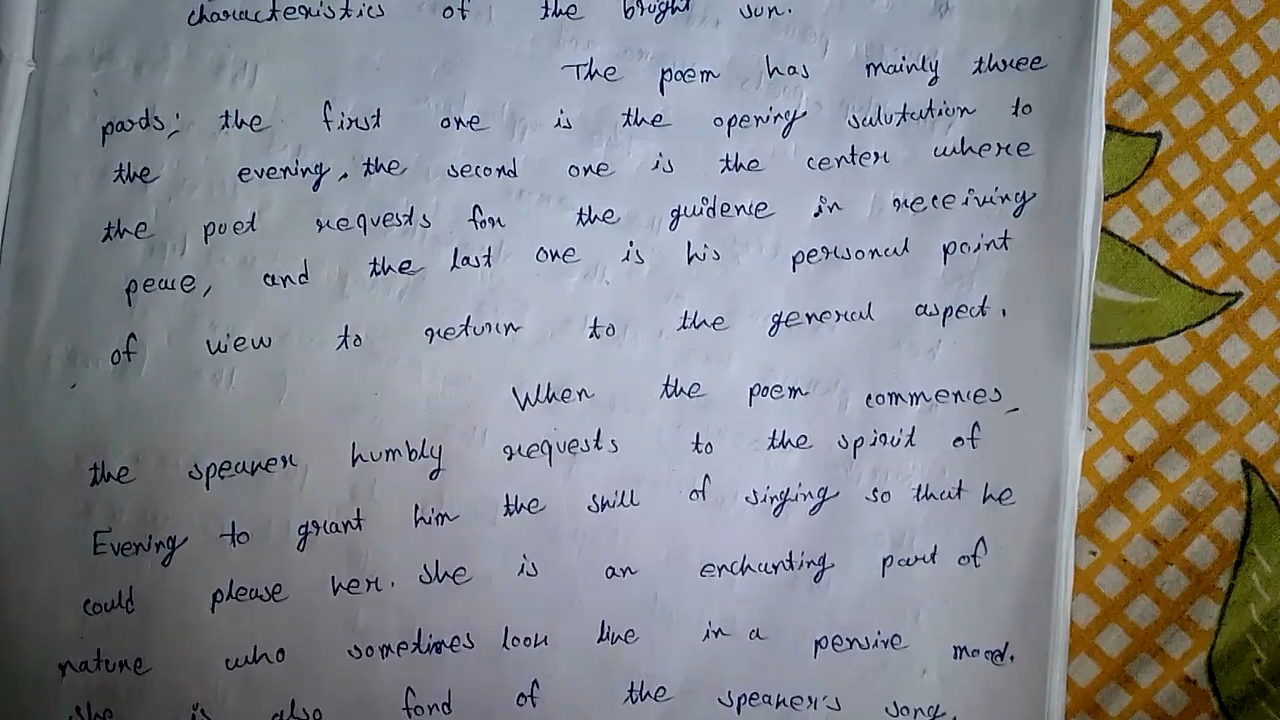 characteristics of the bright sun.
The poem has mainly three
parts; the first one is the opening salutation to
the evening, the second one is the center where
the poet requests for the guidence in receiving
peace, and the last one is his personal point
of view to return to the general aspect.
When the poem commences,
the speaker humbly requests to the spirit of
Evening to grant him the skill of singing so that he
could please her. She is an enchanting part of
nature who sometimes look like in a pensive mood.
She is also fond of the speaker's song.